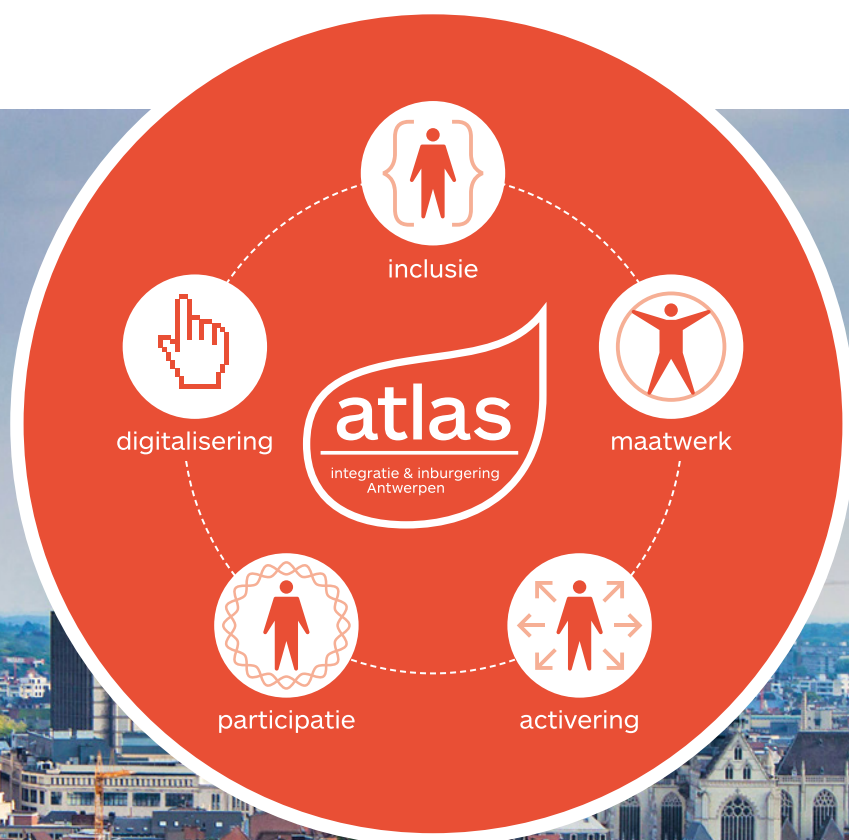 inclusie
digitalisering
maatwerk
atlas
integratie & inburgering
Antwerpen
participatie
activering